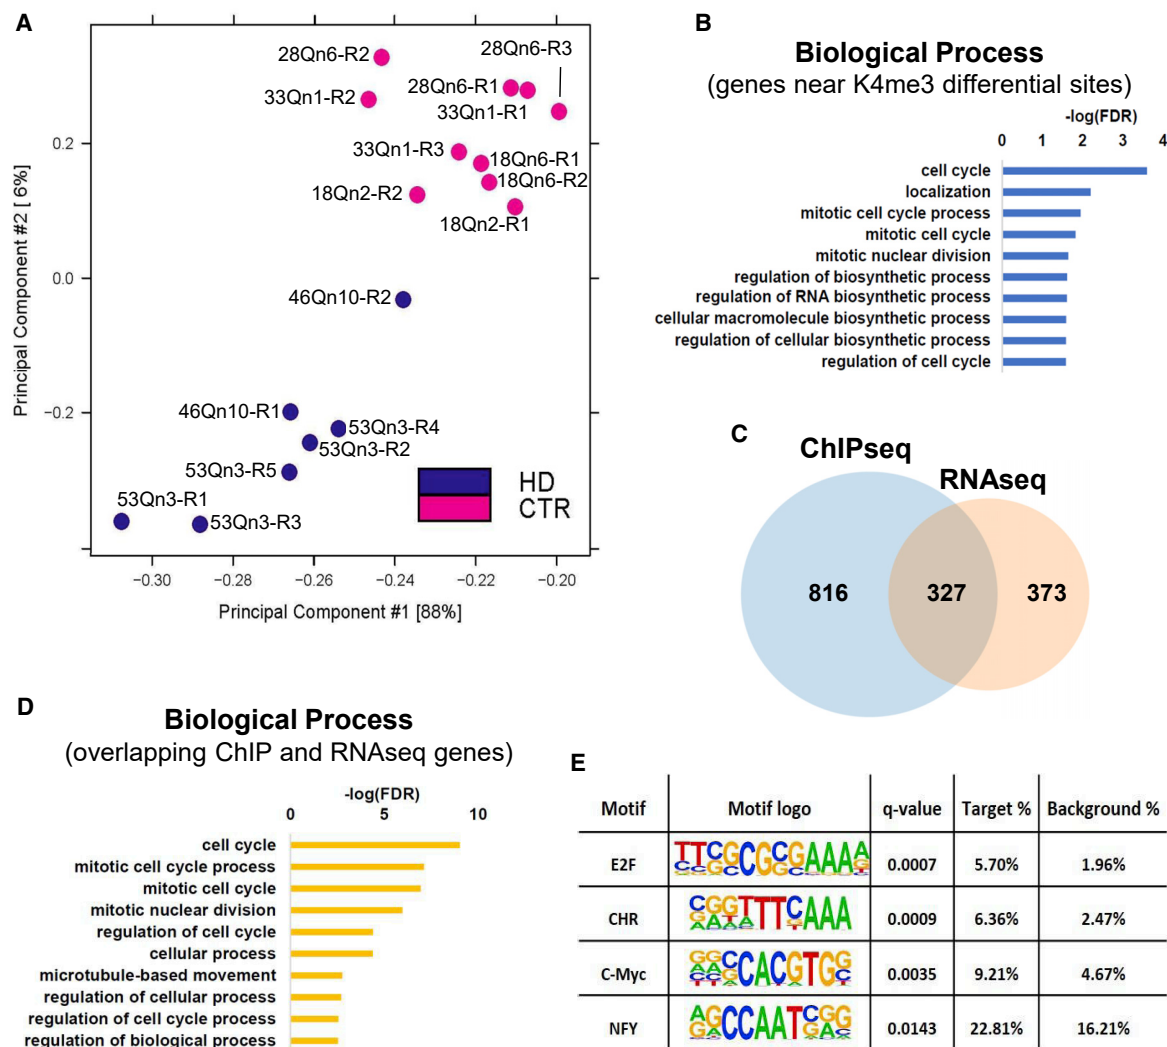 A
28Qn6-R2
28Qn6-R3
33Qn1-R2
28Qn6-R1
33Qn1-R1
33Qn1-R3
18Qn6-R1
18Qn6-R2
18Qn2-R2
18Qn2-R1
46Qn10-R2
46Qn10-R1
53Qn3-R4
53Qn3-R2
53Qn3-R5
53Qn3-R1
53Qn3-R3
HD
CTR
0.2
0.0
−0.2
Principal Component #2 [ 6%]
−0.30 −0.28 −0.26 −0.24 −0.22 −0.20
Principal Component #1 [88%]
B
Biological Process
(genes near K4me3 differential sites)
-log(FDR)
0 1 2 3 4
cell cycle
localization
mitotic cell cycle process
mitotic cell cycle
mitotic nuclear division
regulation of biosynthetic process
regulation of RNA biosynthetic process
cellular macromolecule biosynthetic process
regulation of cellular biosynthetic process
regulation of cell cycle
C
ChIPseq
RNAseq
816 327 373
D
Biological Process
(overlapping ChIP and RNAseq genes)
-log(FDR)
0 5 10
cell cycle
mitotic cell cycle process
mitotic cell cycle
mitotic nuclear division
regulation of cell cycle
cellular process
microtubule-based movement
regulation of cellular process
regulation of cell cycle process
regulation of biological process
E
Motif Motif logo q-value Target % Background %
E2F TTCGCGCGAAAA 0.0007 5.70% 1.96%
CHR CGGTTTCAAA 0.0009 6.36% 2.47%
C-Myc GGCCACGTGG 0.0035 9.21% 4.67%
NFY AGCCAATCGG 0.0143 22.81% 16.21%